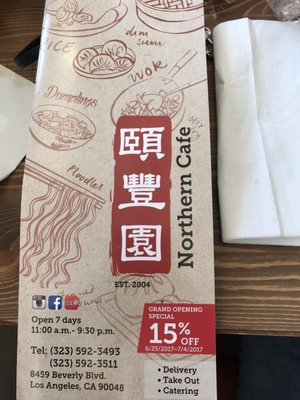 RICE
dim
sum
WOK
Dumplings
Noodles
頤豐園
Northern Cafe
EST. 2004
Open 7 days
11:00 a.m.- 9:30 p.m.
Tel: (323) 592-3493
(323) 592-3511
8459 Beverly Blvd.
Los Angeles, CA 90048
GRAND OPENING
SPECIAL
15% OFF
6/25/2017–7/4/2017
• Delivery
• Take Out
• Catering